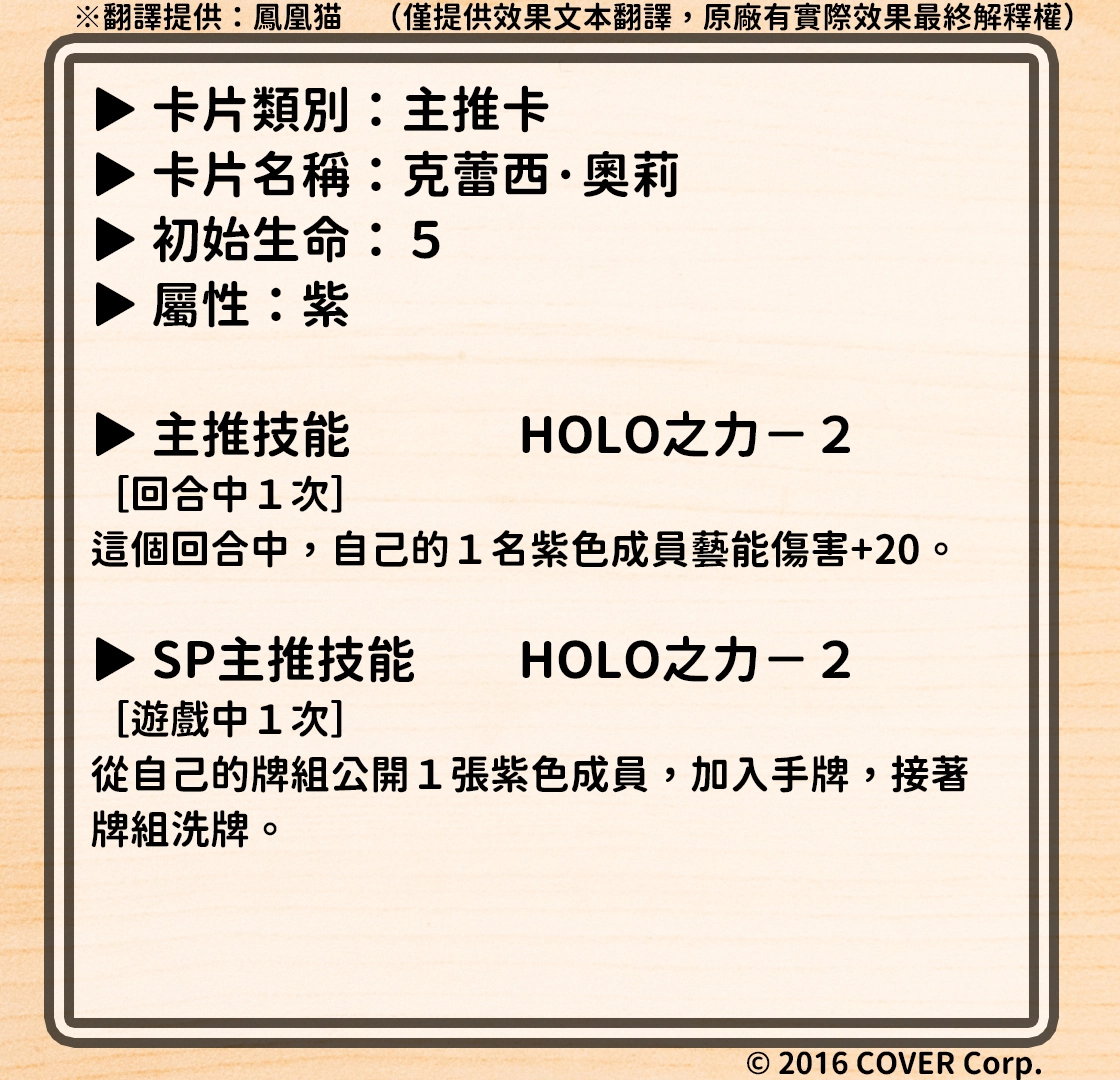 ※翻譯提供：鳳凰猫　（僅提供效果文本翻譯，原廠有實際效果最終解釋權）
▶ 卡片類別：主推卡
▶ 卡片名稱：克蕾西·奧莉
▶ 初始生命：５
▶ 屬性：紫
▶ 主推技能　　　HOLO之力－２
［回合中１次］
這個回合中，自己的１名紫色成員藝能傷害+20。
▶ SP主推技能　　HOLO之力－２
［遊戲中１次］
從自己的牌組公開１張紫色成員，加入手牌，接著
牌組洗牌。
© 2016 COVER Corp.